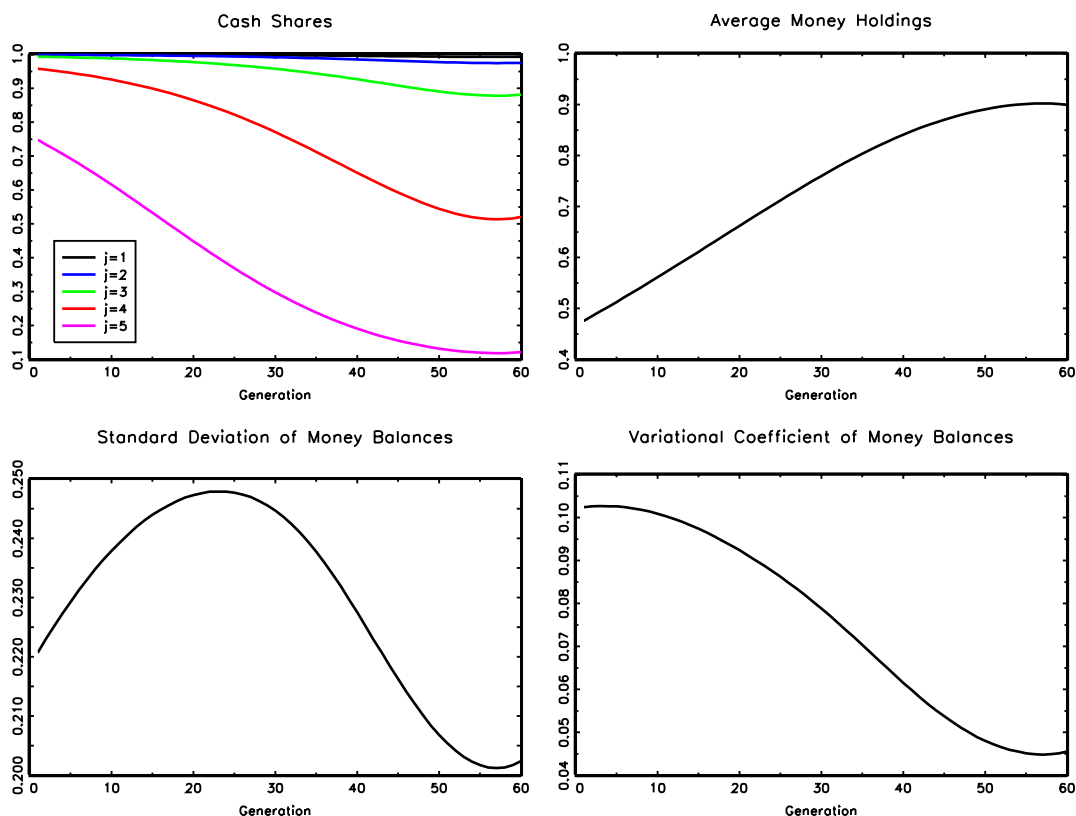 Cash Shares
1.0
0.9
0.8
0.7
0.6
0.5
0.4
0.3
0.2
0.1
j=1
j=2
j=3
j=4
j=5
0 10 20 30 40 50 60
Generation
Average Money Holdings
1.0
0.9
0.8
0.7
0.6
0.5
0.4
0 10 20 30 40 50 60
Generation
Standard Deviation of Money Balances
0.250
0.240
0.230
0.220
0.210
0.200
0 10 20 30 40 50 60
Generation
Variational Coefficient of Money Balances
0.11
0.10
0.09
0.08
0.07
0.06
0.05
0.04
0 10 20 30 40 50 60
Generation